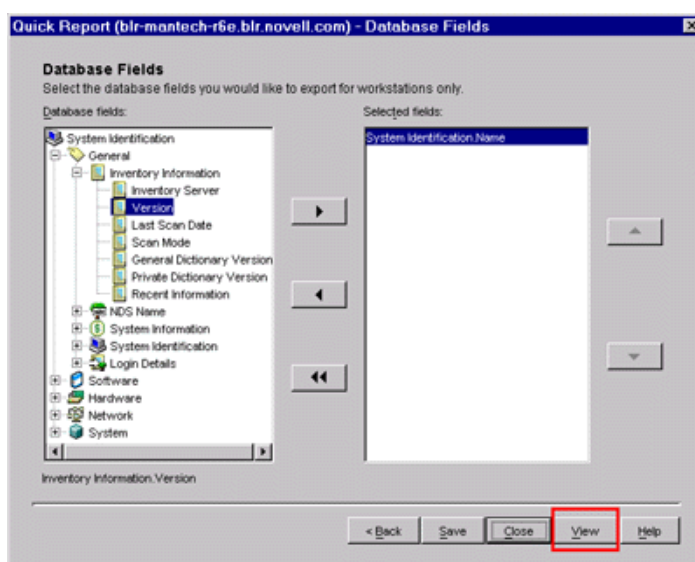 Quick Report (blr-mantech-r6e.blr.novell.com) - Database Fields
Database Fields
Select the database fields you would like to export for workstations only.
Database fields:
System Identification
General
Inventory Information
Inventory Server
Version
Last Scan Date
Scan Mode
General Dictionary Version
Private Dictionary Version
Recent Information
NDS Name
System Information
System Identification
Login Details
Software
Hardware
Network
System
Inventory Information.Version
Selected fields:
System Identification.Name
< Back
Save
Close
View
Help